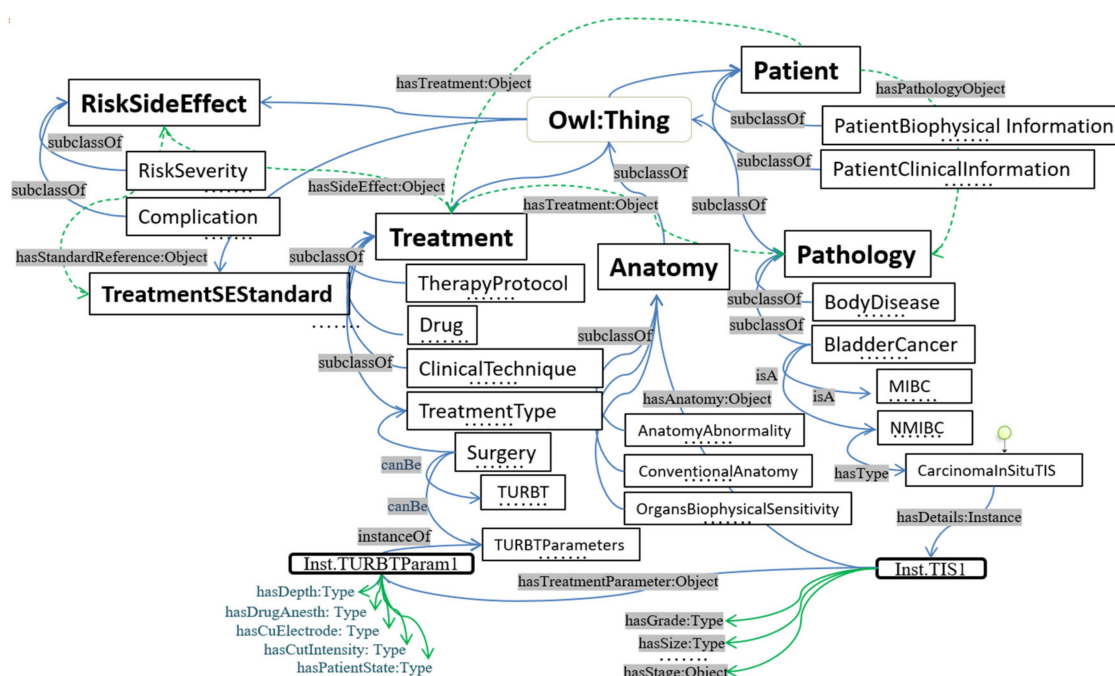 hasTreatment:Object
Patient
RiskSideEffect
hasPathologyObject
Owl:Thing
subclassOf
PatientBiophysical Information
subclassOf
RiskSeverity
subclassOf
PatientClinicalInformation
subclassOf
hasSideEffect:Object
subclassOf
Complication
hasTreatment:Object
subclassOf
Treatment
hasStandardReference:Object
subclassOf
Anatomy
Pathology
TreatmentSEStandard
TherapyProtocol
subclassOf
BodyDisease
Drug
subclassOf
subclassOf
BladderCancer
subclassOf
ClinicalTechnique
isA
MIBC
hasAnatomy:Object
isA
TreatmentType
AnatomyAbnormality
NMIBC
Surgery
canBe
ConventionalAnatomy
hasType
CarcinomaInSituTIS
TURBT
canBe
OrgansBiophysicalSensitivity
hasDetails:Instance
instanceOf
TURBTParameters
Inst.TURBTParam1
Inst.TIS1
hasTreatmentParameter:Object
hasDepth:Type
hasDrugAnesth: Type
hasGrade:Type
hasCuElectrode: Type
hasSize:Type
hasCutIntensity: Type
hasPatientState:Type
hasStage:Object